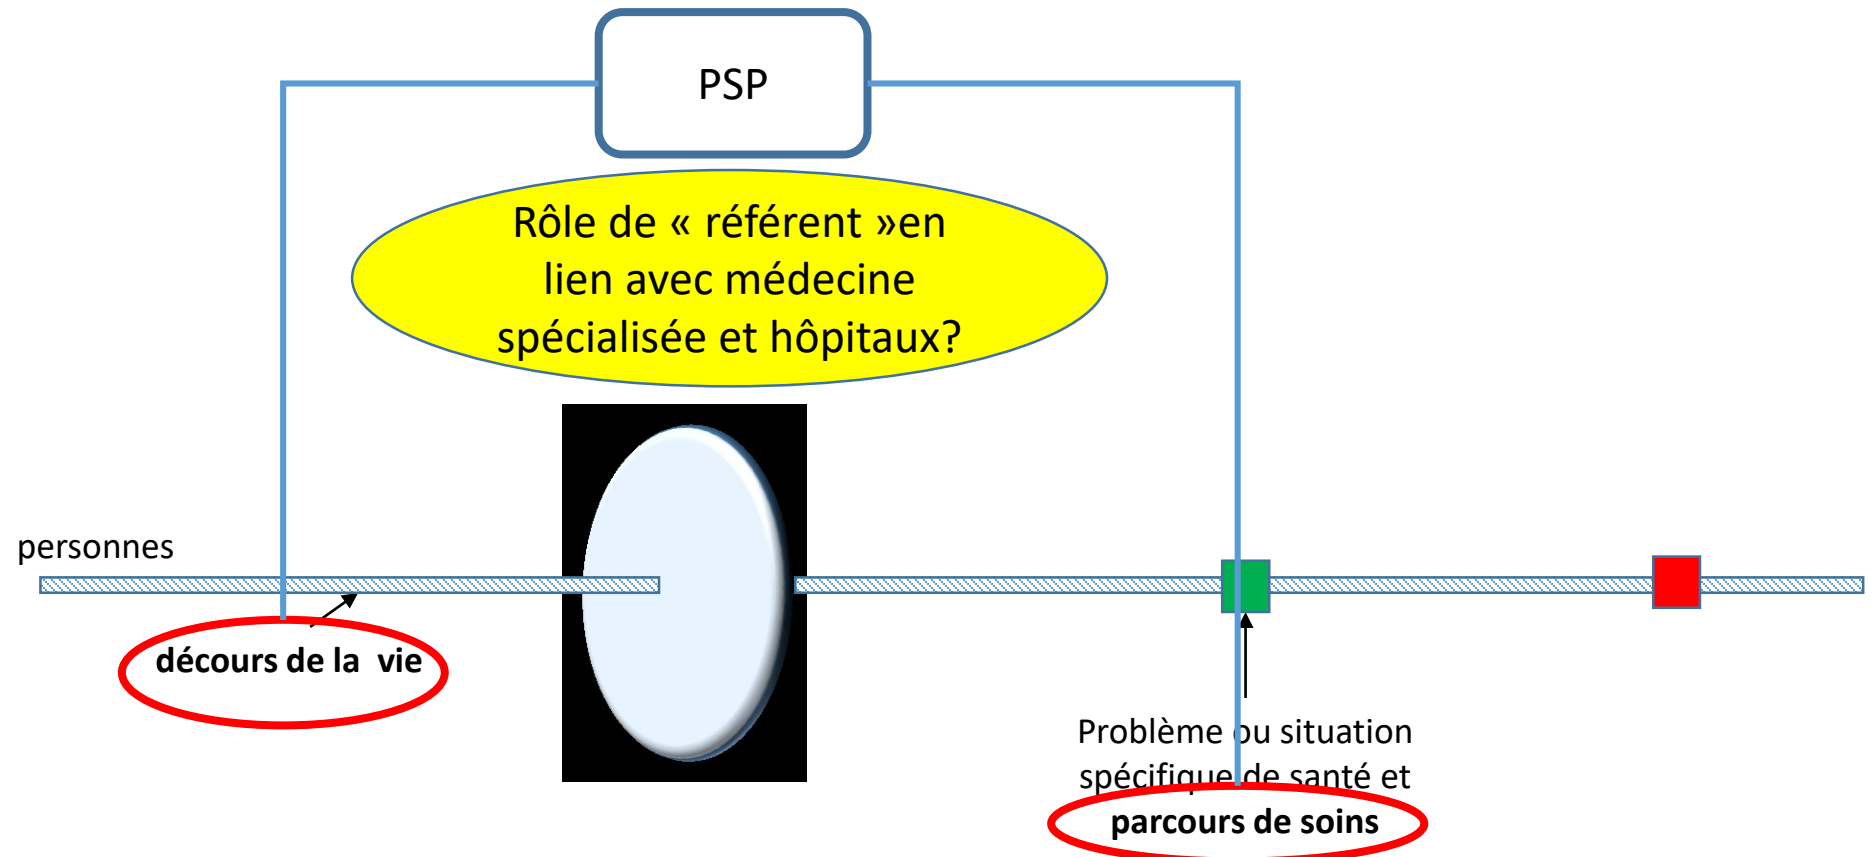 PSP
Rôle de « référent »en
lien avec médecine
spécialisée et hôpitaux?
personnes
décours de la  vie
Problème ou situation
spécifique de santé et
parcours de soins